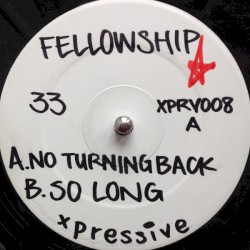 FELLOWSHIP
33
XPRV008
A
A. NO TURNING BACK
B. SO LONG
xpressive